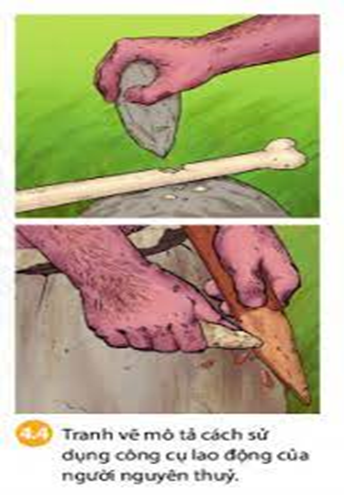 4.4 Tranh vẽ mô tả cách sử
dụng công cụ lao động của
người nguyên thuỷ.